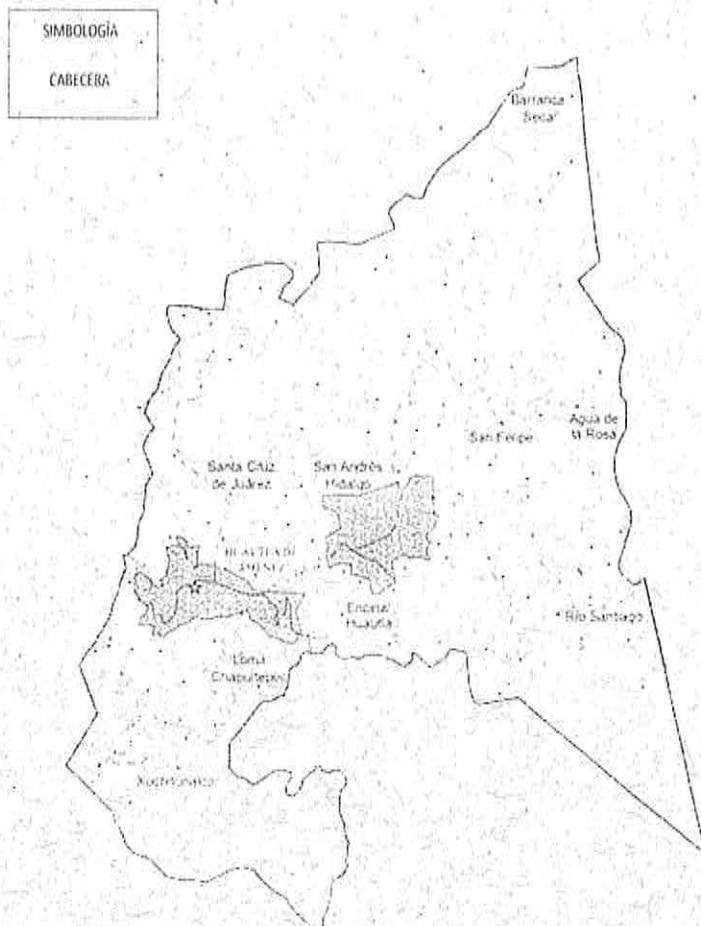 SIMBOLOGÍA
CABECERA
Barranca
Seca
Agua de
la Rosa
San Felipe
Santa Cruz
de Juárez
San Andrés
Hidalgo
Encinal
Río Santiago
Loma
Chapultepec